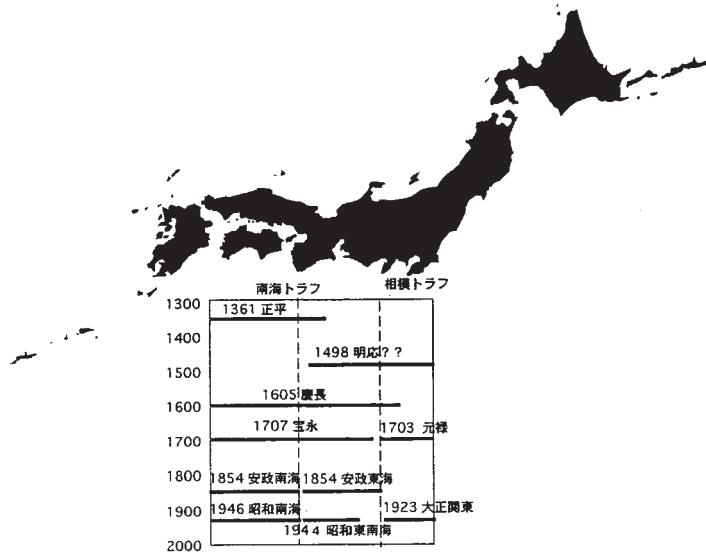 南海トラフ 相模トラフ
1300
1361 正平
1400
1498 明応? ?
1500
1605 慶長
1600
1707 宝永 1703 元禄
1700
1800
1854 安政南海 1854 安政東海
1900
1946 昭和南海 1923 大正関東
1944 昭和東南海
2000